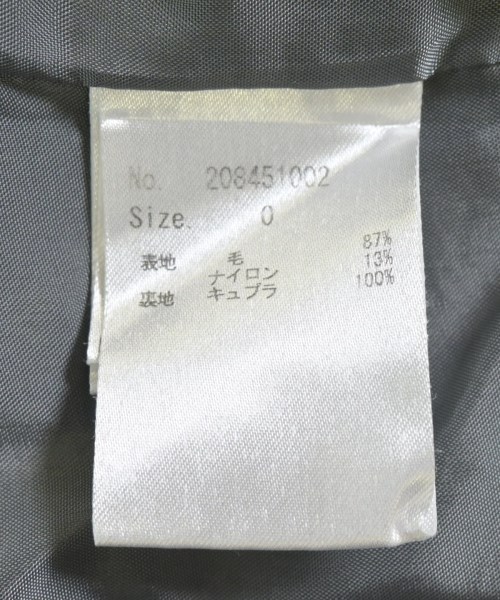 No. 208451002
Size. 0
表地 毛 87%
ナイロン 13%
裏地 キュプラ 100%